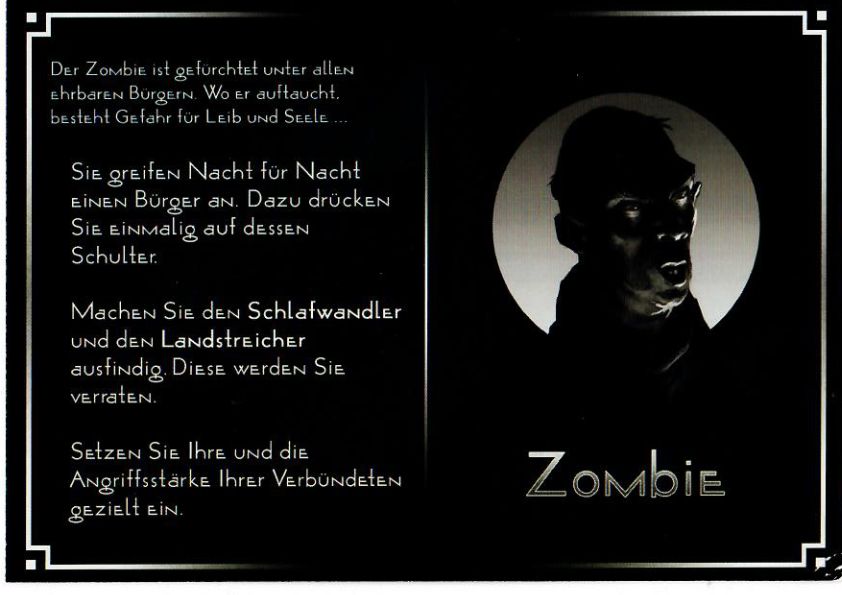 Der Zombie ist gefürchtet unter allen
ehrbaren Bürgern. Wo er auftaucht,
besteht Gefahr für Leib und Seele ...
Sie greifen Nacht für Nacht
einen Bürger an. Dazu drücken
Sie einmalig auf dessen
Schulter.
Machen Sie den Schlafwandler
und den Landstreicher
ausfindig. Diese werden Sie
verraten.
Setzen Sie Ihre und die
Angriffsstärke Ihrer Verbündeten
gezielt ein.
Zombie